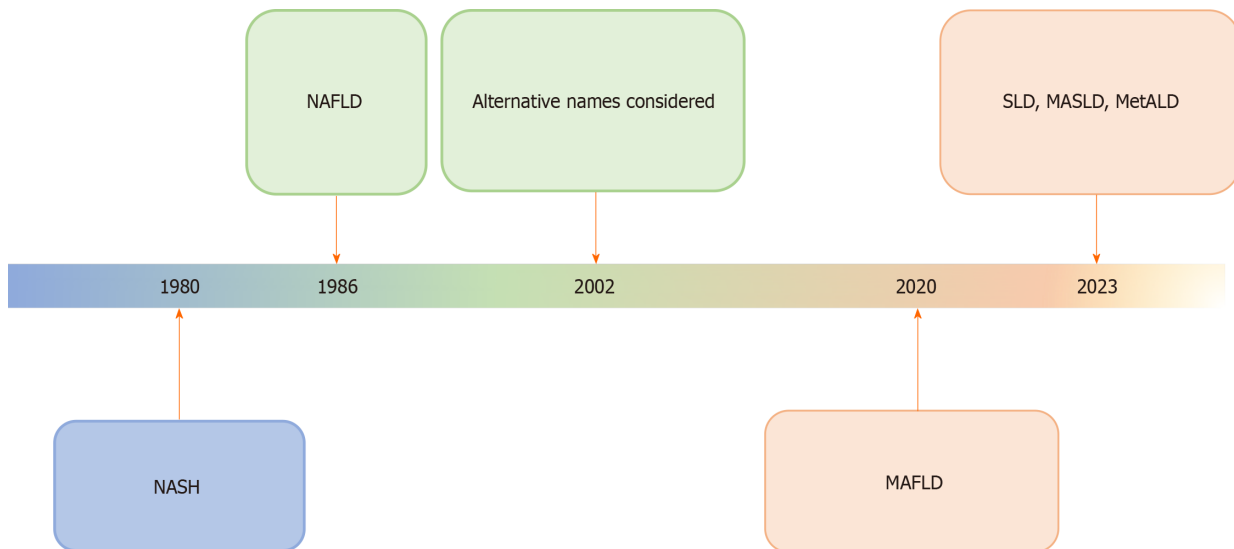 NAFLD
Alternative names considered
SLD, MASLD, MetALD
1980
1986
2002
2020
2023
NASH
MAFLD